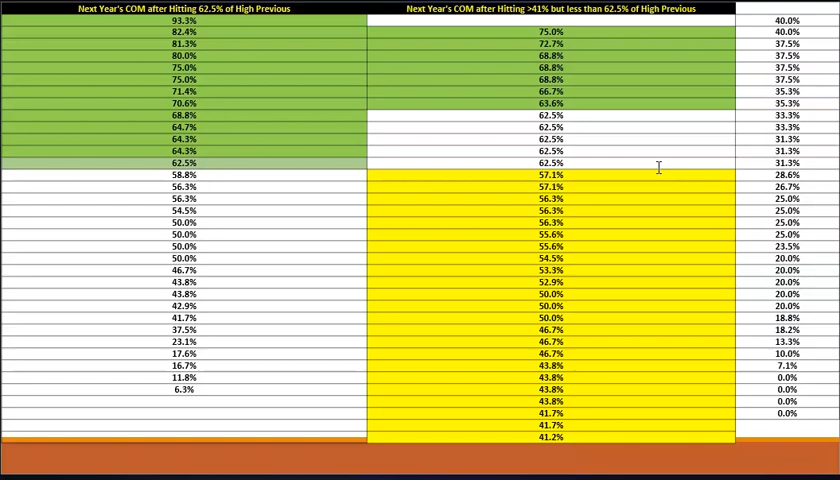 Next Year's COM after Hitting 62.5% of High Previous Next Year's COM after Hitting >41% but less than 62.5% of High Previous
93.3% 40.0%
82.4% 75.0% 40.0%
81.3% 72.7% 37.5%
80.0% 68.8% 37.5%
75.0% 68.8% 37.5%
75.0% 68.8% 37.5%
71.4% 66.7% 35.3%
70.6% 63.6% 35.3%
68.8% 62.5% 33.3%
64.7% 62.5% 33.3%
64.3% 62.5% 31.3%
64.3% 62.5% 31.3%
62.5% 62.5% 31.3%
58.8% 57.1% 28.6%
56.3% 57.1% 26.7%
56.3% 56.3% 25.0%
54.5% 56.3% 25.0%
50.0% 56.3% 25.0%
50.0% 55.6% 25.0%
50.0% 55.6% 23.5%
50.0% 54.5% 20.0%
46.7% 53.3% 20.0%
43.8% 52.9% 20.0%
43.8% 50.0% 20.0%
42.9% 50.0% 20.0%
41.7% 50.0% 18.8%
37.5% 46.7% 18.2%
23.1% 46.7% 13.3%
17.6% 46.7% 10.0%
16.7% 43.8% 7.1%
11.8% 43.8% 0.0%
6.3% 43.8% 0.0%
43.8% 0.0%
41.7% 0.0%
41.7%
41.2%